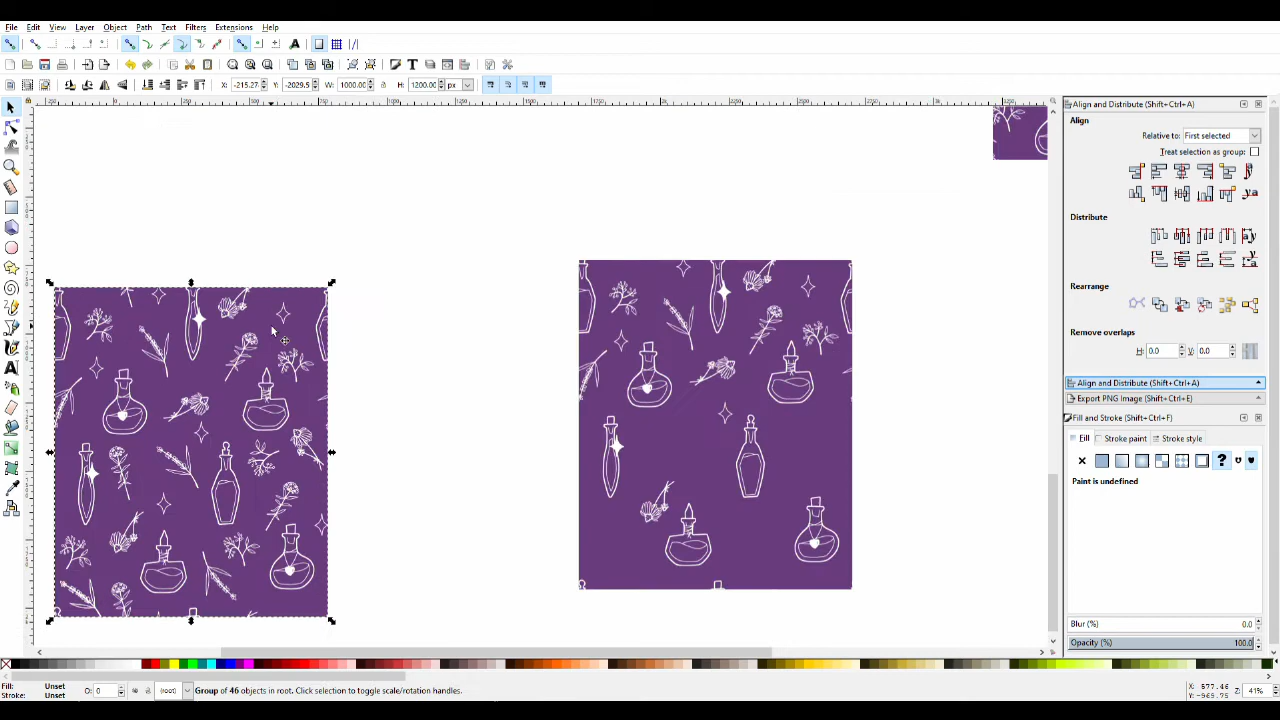 File Edit View Layer Object Path Text Filters Extensions Help
X: -215.27 Y: -2029.5 W: 1000.00 H: 1200.00 px
Align and Distribute (Shift+Ctrl+A)
Align
Relative to: First selected
Treat selection as group:
Distribute
Rearrange
Remove overlaps
H: 0.0 V: 0.0
Align and Distribute (Shift+Ctrl+A)
Export PNG Image (Shift+Ctrl+E)
Fill and Stroke (Shift+Ctrl+F)
Fill Stroke paint Stroke style
Paint is undefined
Blur (%) 0.0
Opacity (%) 100.0
Fill: Unset O: 0 (root) Group of 46 objects in root. Click selection to toggle scale/rotation handles. X: -577.46 Z: 41%
Stroke: Unset Y: -969.75